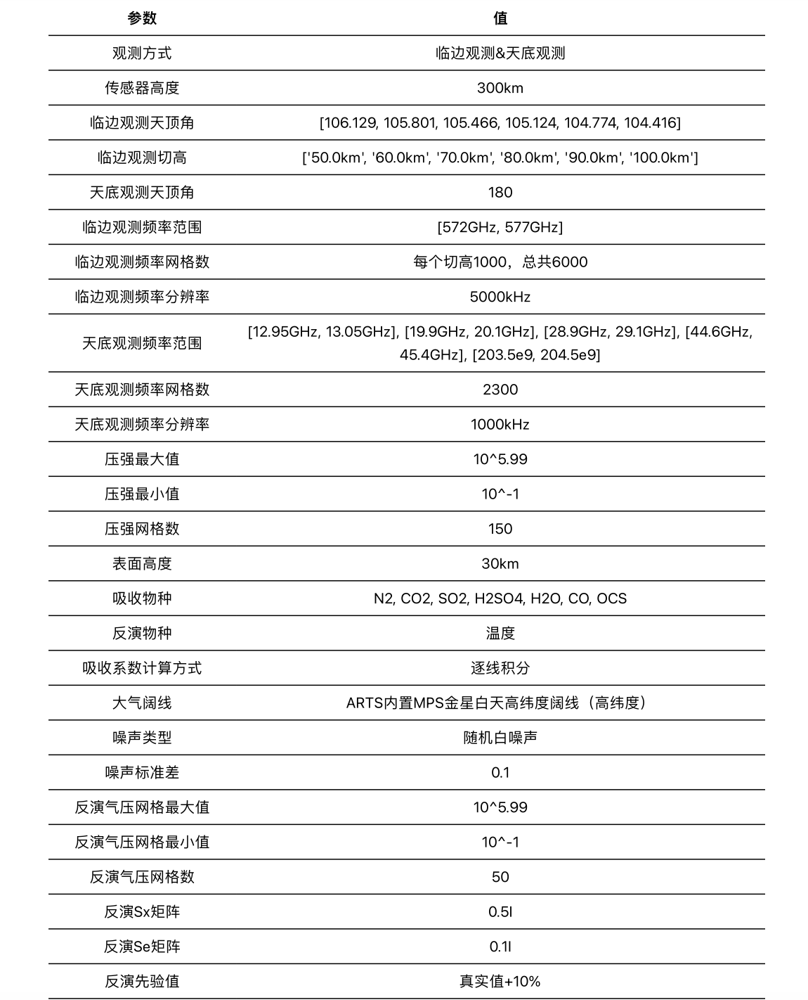 参数 值
观测方式 临边观测&天底观测
传感器高度 300km
临边观测天顶角 [106.129, 105.801, 105.466, 105.124, 104.774, 104.416]
临边观测切高 ['50.0km', '60.0km', '70.0km', '80.0km', '90.0km', '100.0km']
天底观测天顶角 180
临边观测频率范围 [572GHz, 577GHz]
临边观测频率网格数 每个切高1000，总共6000
临边观测频率分辨率 5000kHz
天底观测频率范围 [12.95GHz, 13.05GHz], [19.9GHz, 20.1GHz], [28.9GHz, 29.1GHz], [44.6GHz,
45.4GHz], [203.5e9, 204.5e9]
天底观测频率网格数 2300
天底观测频率分辨率 1000kHz
压强最大值 10^5.99
压强最小值 10^-1
压强网格数 150
表面高度 30km
吸收物种 N2, CO2, SO2, H2SO4, H2O, CO, OCS
反演物种 温度
吸收系数计算方式 逐线积分
大气阔线 ARTS内置MPS金星白天高纬度阔线（高纬度）
噪声类型 随机白噪声
噪声标准差 0.1
反演气压网格最大值 10^5.99
反演气压网格最小值 10^-1
反演气压网格数 50
反演Sx矩阵 0.5I
反演Se矩阵 0.1I
反演先验值 真实值+10%